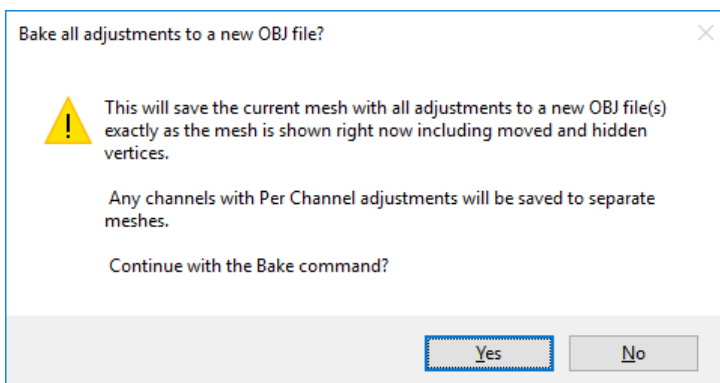 Bake all adjustments to a new OBJ file?
This will save the current mesh with all adjustments to a new OBJ file(s)
exactly as the mesh is shown right now including moved and hidden
vertices.
Any channels with Per Channel adjustments will be saved to separate
meshes.
Continue with the Bake command?
Yes
No